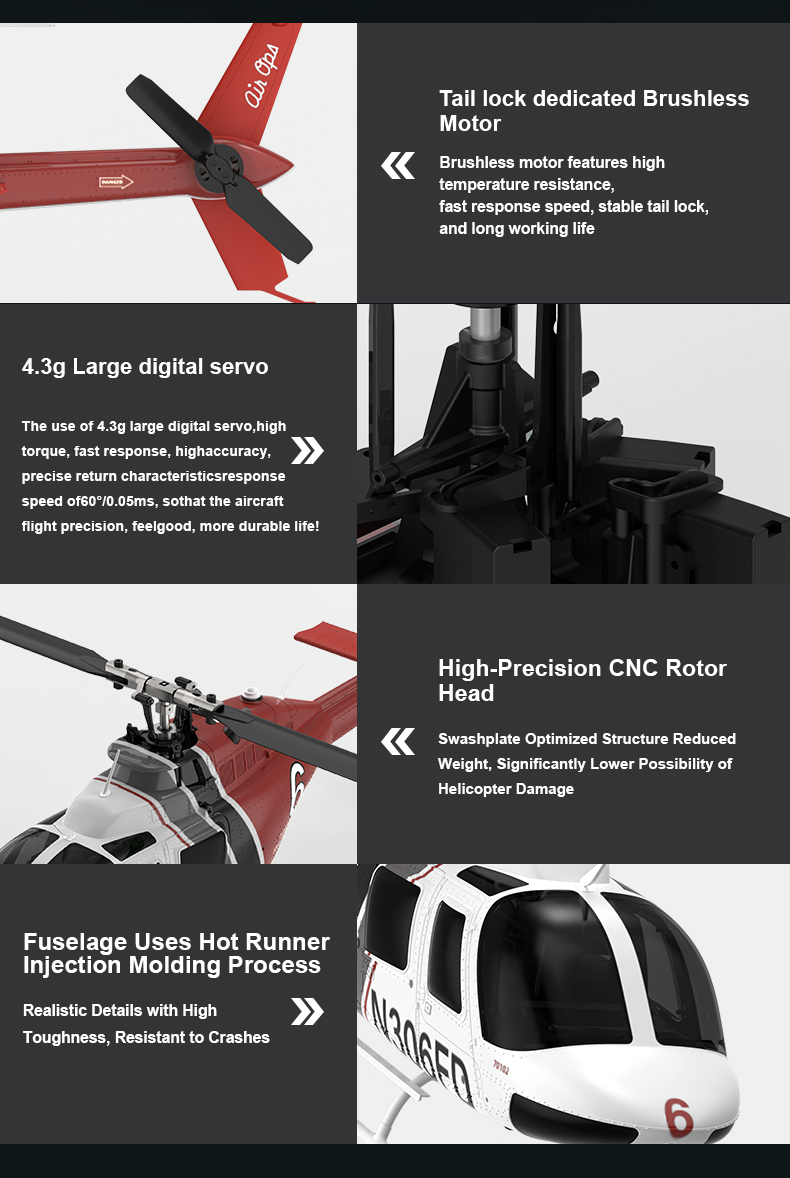 Air Ops
DANGER
Tail lock dedicated Brushless
Motor
Brushless motor features high
temperature resistance,
fast response speed, stable tail lock,
and long working life
4.3g Large digital servo
The use of 4.3g large digital servo,high
torque, fast response, highaccuracy,
precise return characteristicsresponse
speed of60°/0.05ms, sothat the aircraft
flight precision, feelgood, more durable life!
6
High-Precision CNC Rotor
Head
Swashplate Optimized Structure Reduced
Weight, Significantly Lower Possibility of
Helicopter Damage
Fuselage Uses Hot Runner
Injection Molding Process
Realistic Details with High
Toughness, Resistant to Crashes
N306FD
70102
6